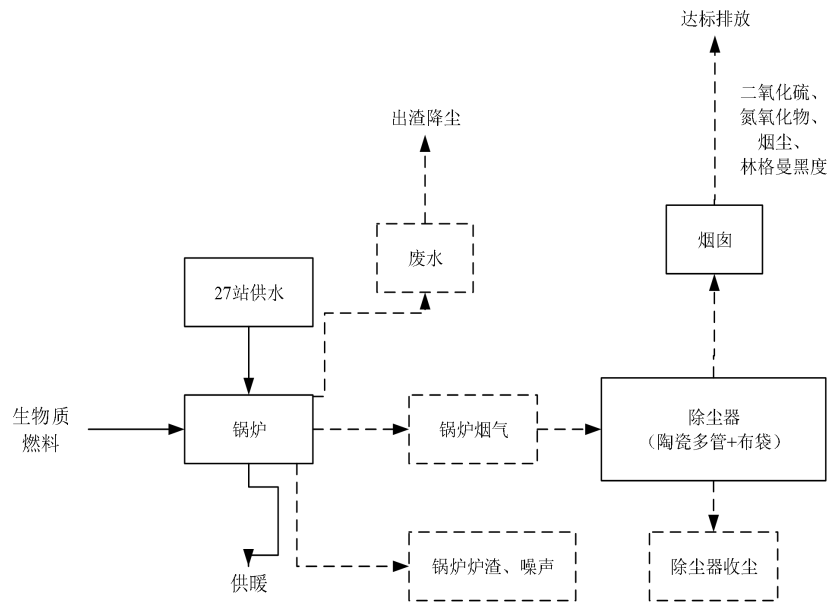 达标排放
二氧化硫、
氮氧化物、
烟尘、
林格曼黑度
出渣降尘
烟囱
废水
27站供水
生物质
燃料
锅炉
锅炉烟气
除尘器
（陶瓷多管+布袋）
供暖
锅炉炉渣、噪声
除尘器收尘